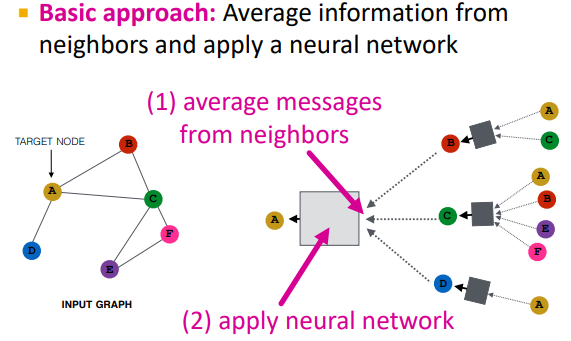 Basic approach: Average information from
neighbors and apply a neural network
(1) average messages
from neighbors
TARGET NODE
A
B
C
D
E
F
INPUT GRAPH
A
B
C
D
A
C
A
B
E
F
A
(2) apply neural network